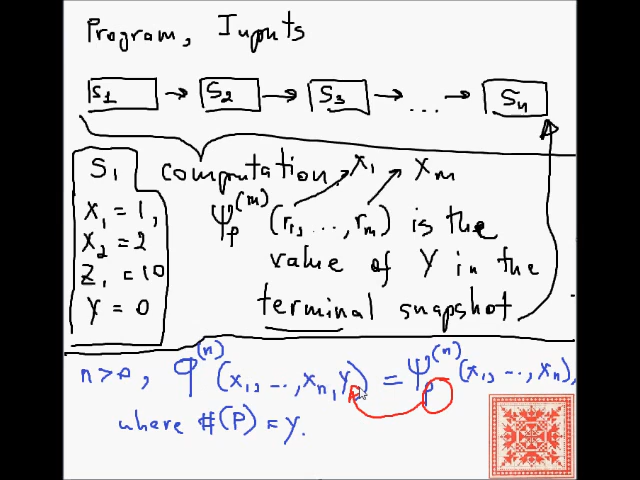 Program, Inputs
S1 → S2 → S3 → ... → Sn
computation X1 Xm
ΨP(m) (r1, ..., rm) is the
value of Y in the
terminal snapshot
S1
X1 = 1,
X2 = 2
Z1 = 10
Y = 0
n>0, φ(n) (x1, ..., xn, y) = ΨP(n) (x1, ..., xn),
where #(P) = y.